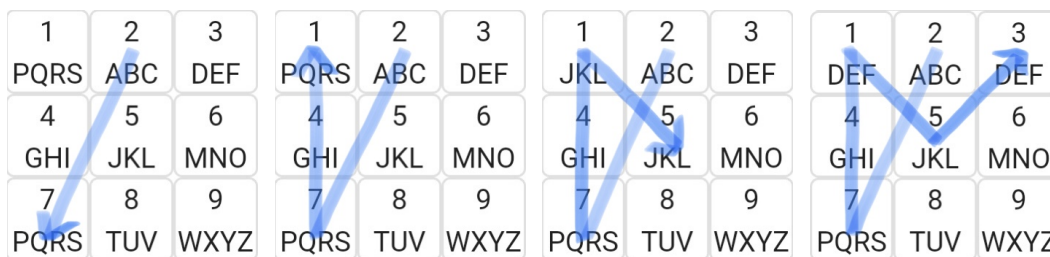 1 2 3 1 2 3 1 2 3 1 2 3
PQRS ABC DEF PQRS ABC DEF JKL ABC DEF DEF ABC DEF
4 5 6 4 5 6 4 5 6 4 5 6
GHI JKL MNO GHI JKL MNO GHI JKL MNO GHI JKL MNO
7 8 9 7 8 9 7 8 9 7 8 9
PQRS TUV WXYZ PQRS TUV WXYZ PQRS TUV WXYZ PQRS TUV WXYZ